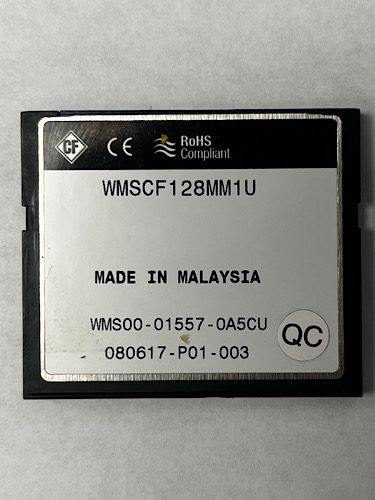 CF CE RoHS
Compliant
WMSCF128MM1U
MADE IN MALAYSIA
WMS00-01557-0A5CU
QC
080617-P01-003